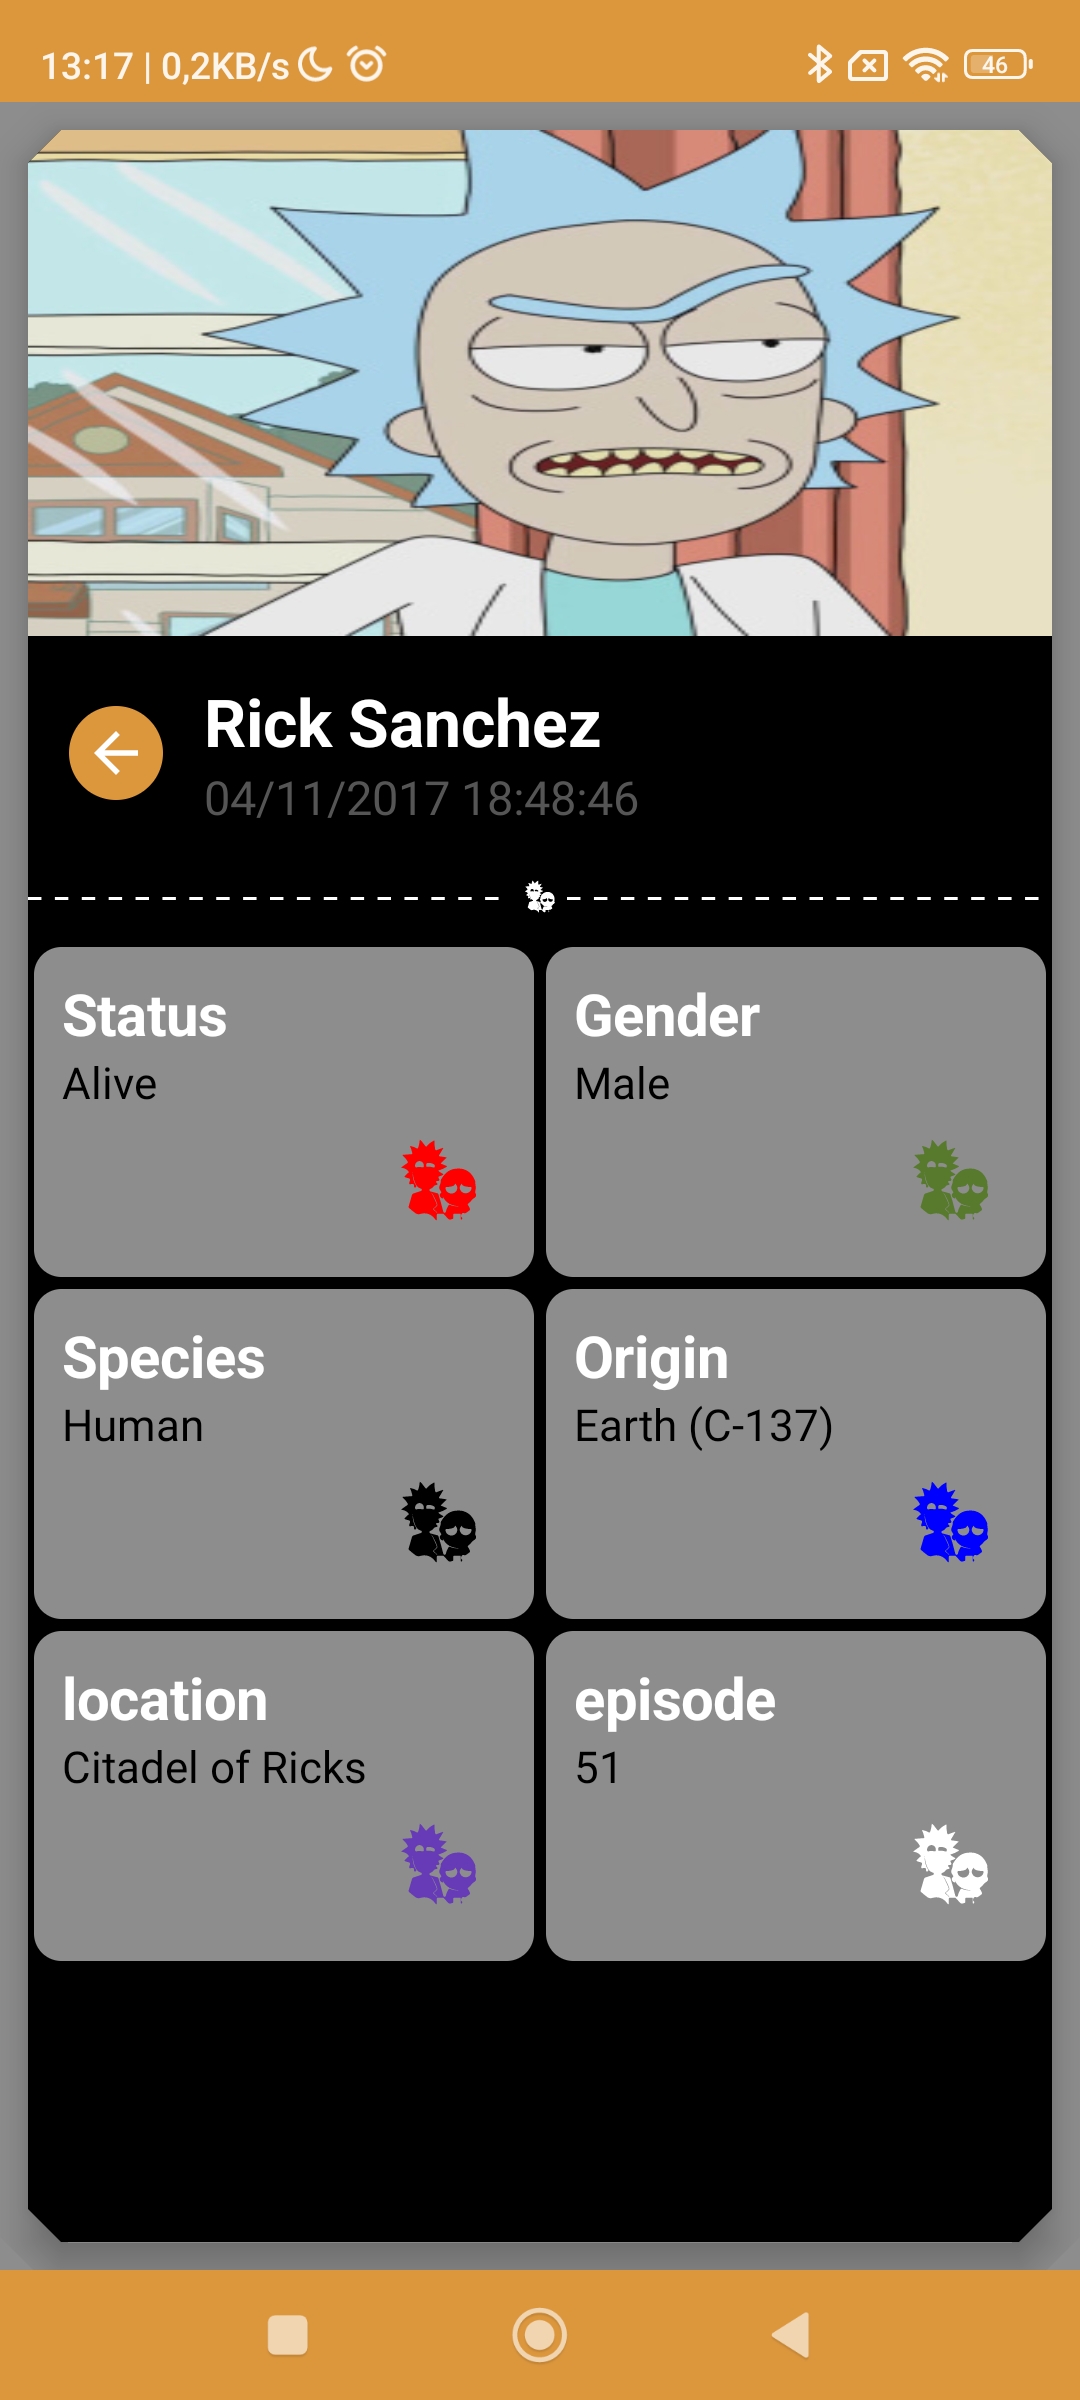 13:17 | 0,2KB/s
46
Rick Sanchez
04/11/2017 18:48:46
Status
Alive
Gender
Male
Species
Human
Origin
Earth (C-137)
location
Citadel of Ricks
episode
51